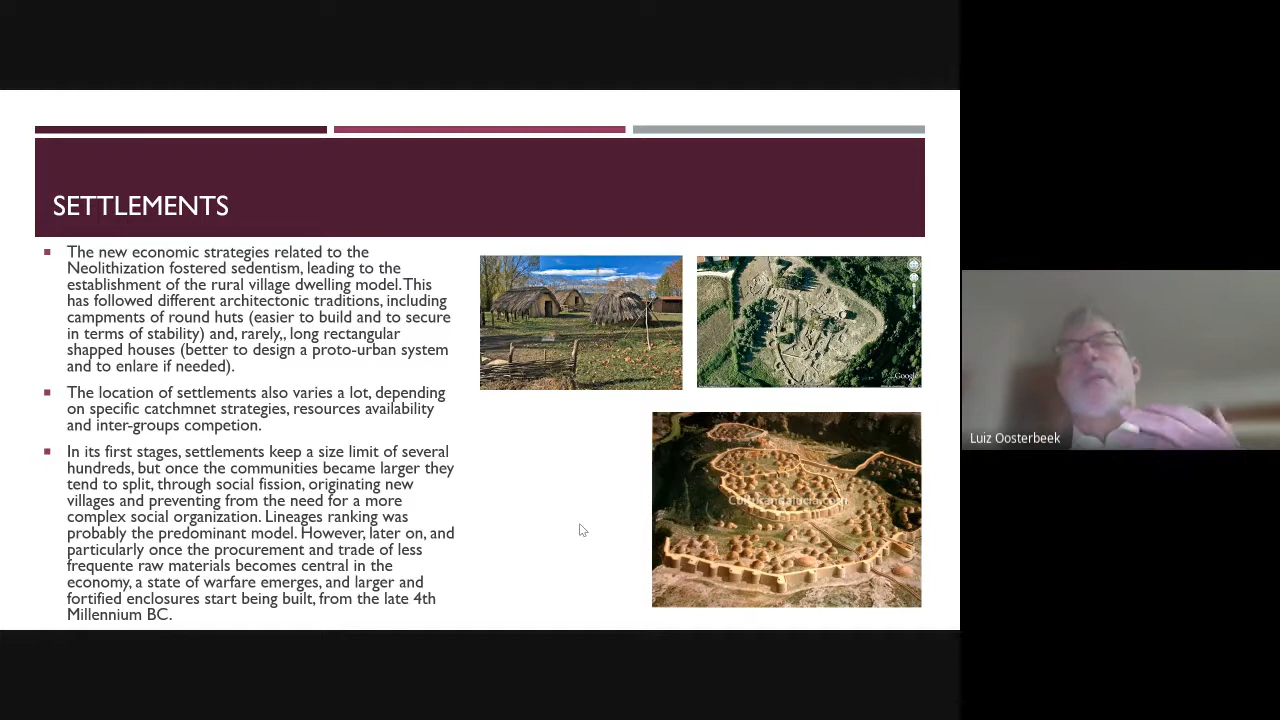 SETTLEMENTS
The new economic strategies related to the
Neolithization fostered sedentism, leading to the
establishment of the rural village dwelling model. This
has followed different architectonic traditions, including
campments of round huts (easier to build and to secure
in terms of stability) and, rarely,, long rectangular
shapped houses (better to design a proto-urban system
and to enlare if needed).
The location of settlements also varies a lot, depending
on specific catchmnet strategies, resources availability
and inter-groups competion.
In its first stages, settlements keep a size limit of several
hundreds, but once the communities became larger they
tend to split, through social fission, originating new
villages and preventing from the need for a more
complex social organization. Lineages ranking was
probably the predominant model. However, later on, and
particularly once the procurement and trade of less
frequente raw materials becomes central in the
economy, a state of warfare emerges, and larger and
fortified enclosures start being built, from the late 4th
Millennium BC.
Google
Luiz Oosterbeek